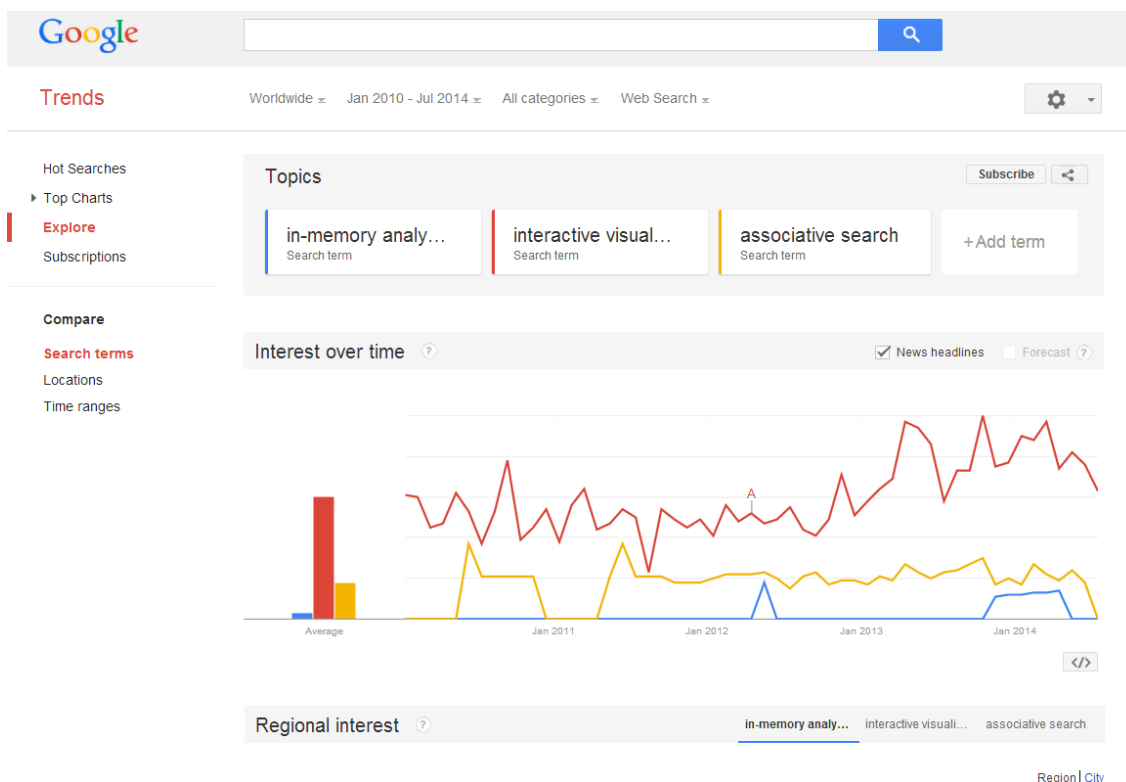 Google
Trends
Worldwide Jan 2010 - Jul 2014 All categories Web Search
Hot Searches
Top Charts
Explore
Subscriptions
Compare
Search terms
Locations
Time ranges
Topics
Subscribe
in-memory analy...
Search term
interactive visual...
Search term
associative search
Search term
+Add term
Interest over time ?
News headlines Forecast ?
A
Average Jan 2011 Jan 2012 Jan 2013 Jan 2014
</>
Regional interest ?
in-memory analy... interactive visuali... associative search
Region | City